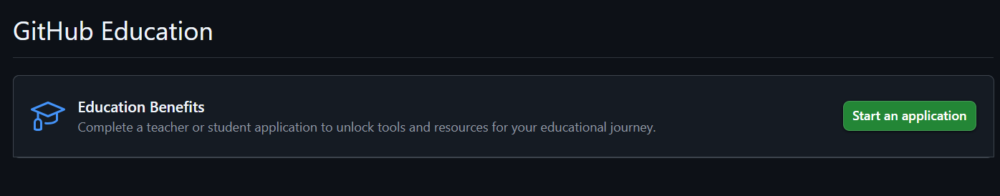 GitHub Education
Education Benefits
Complete a teacher or student application to unlock tools and resources for your educational journey.
Start an application